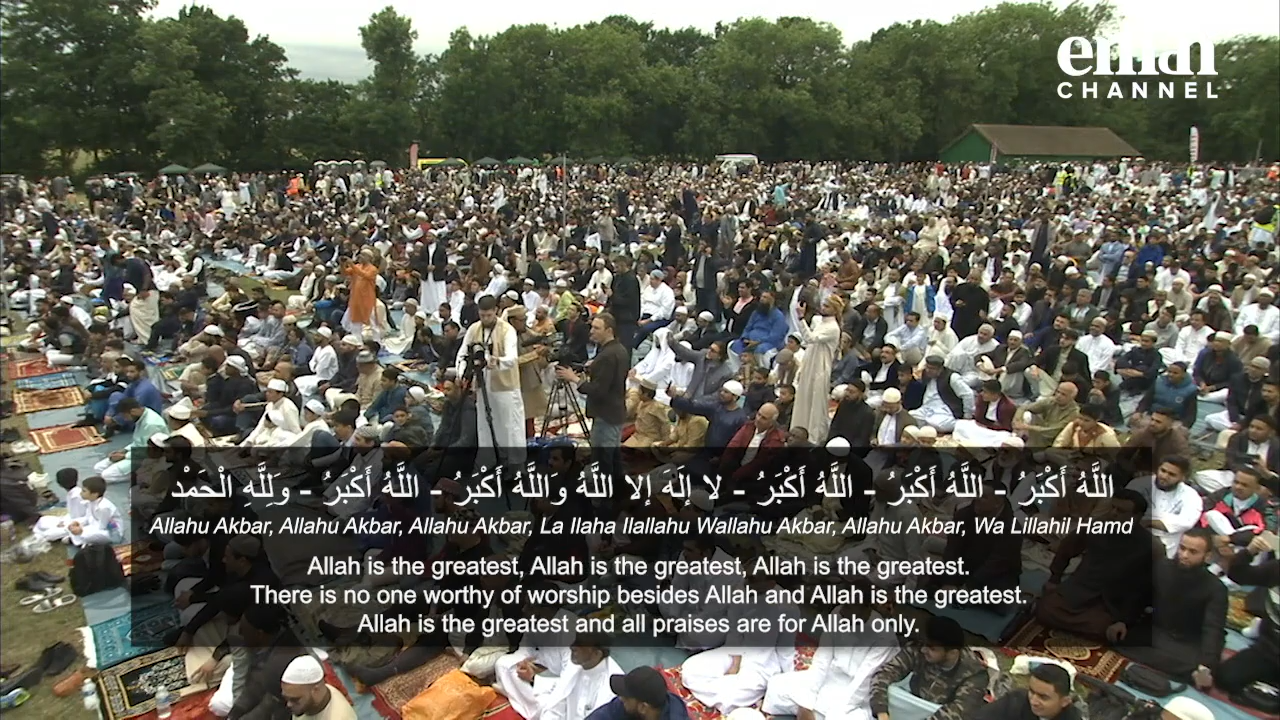 eman
CHANNEL
اللَّهُ أَكْبَرُ - اللَّهُ أَكْبَرُ - اللَّهُ أَكْبَرُ - لا إلَهَ إلا اللَّهُ وَاللَّهُ أَكْبَرُ - اللَّهُ أَكْبَرُ - وَلِلَّهِ الْحَمْدْ
Allahu Akbar, Allahu Akbar, Allahu Akbar, La Ilaha Ilallahu Wallahu Akbar, Allahu Akbar, Wa Lillahil Hamd
Allah is the greatest, Allah is the greatest, Allah is the greatest.
There is no one worthy of worship besides Allah and Allah is the greatest.
Allah is the greatest and all praises are for Allah only.